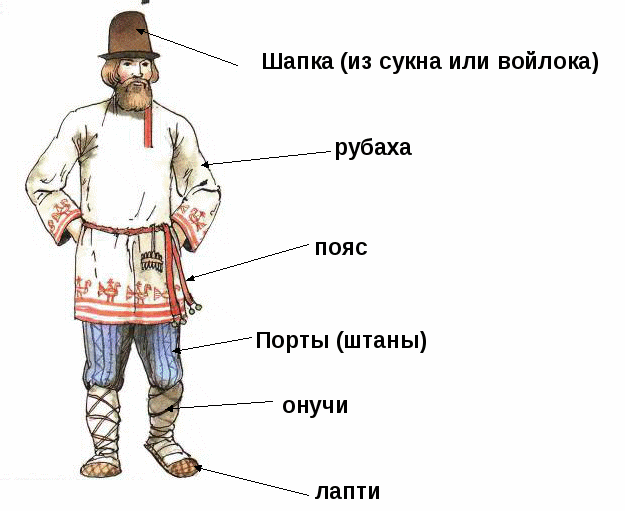 Шапка (из сукна или войлока)
рубаха
пояс
Порты (штаны)
онучи
лапти